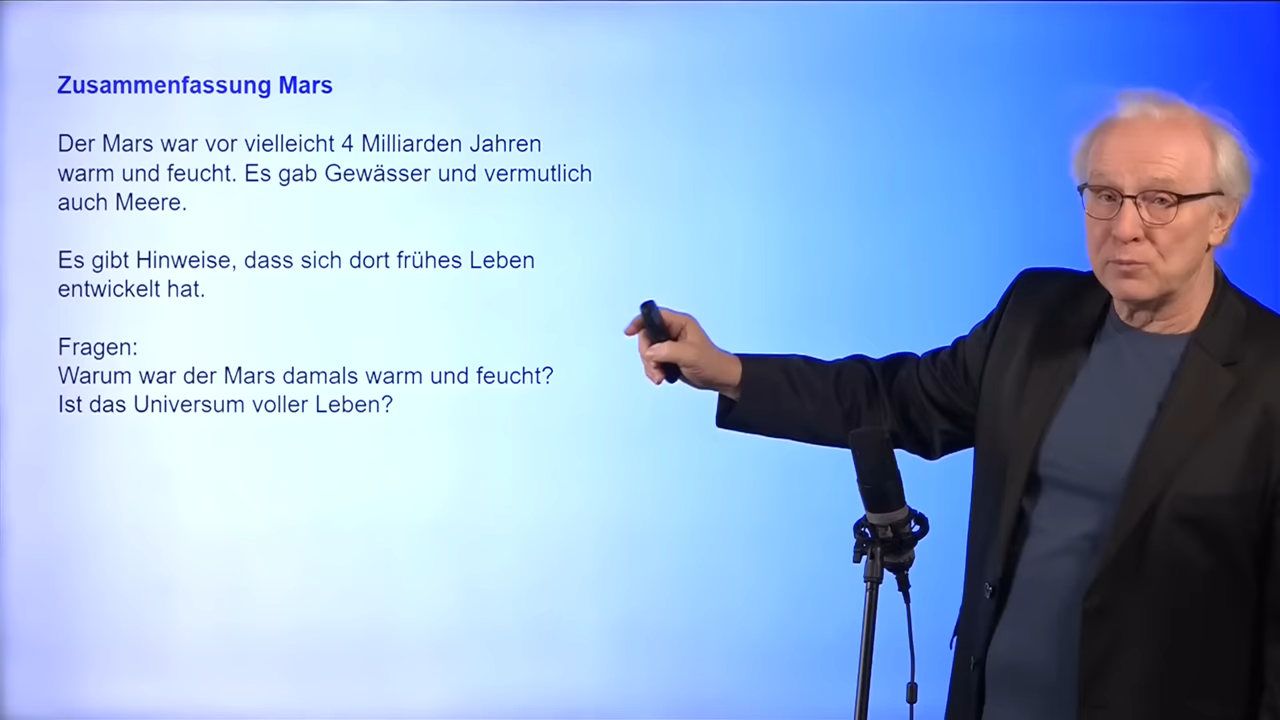 Zusammenfassung Mars
Der Mars war vor vielleicht 4 Milliarden Jahren
warm und feucht. Es gab Gewässer und vermutlich
auch Meere.
Es gibt Hinweise, dass sich dort frühes Leben
entwickelt hat.
Fragen:
Warum war der Mars damals warm und feucht?
Ist das Universum voller Leben?